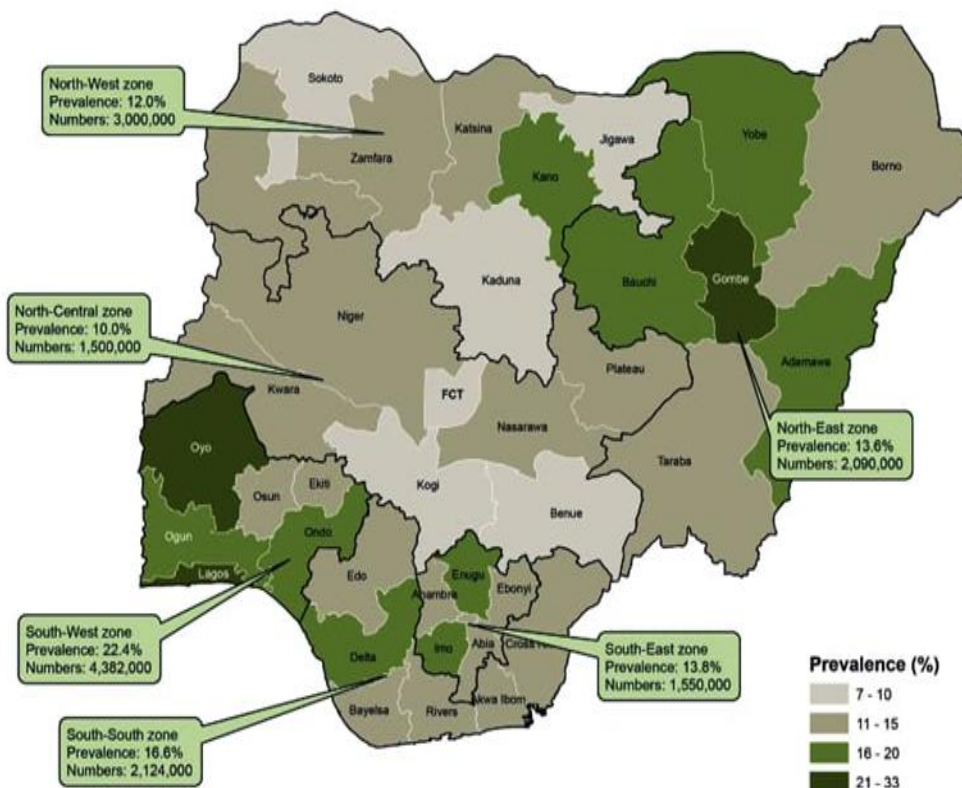 Sokoto
North-West zone
Prevalence: 12.0%
Numbers: 3,000,000
Katsina
Jigawa
Yobe
Zamfara
Kano
Borno
Kaduna
Bauchi
Gombe
North-Central zone
Prevalence: 10.0%
Numbers: 1,500,000
Niger
Adamawa
Plateau
Kwara
FCT
Nasarawa
North-East zone
Prevalence: 13.6%
Numbers: 2,090,000
Oyo
Taraba
Osun
Ekiti
Kogi
Benue
Ogun
Ondo
Lagos
Edo
Enugu
Ebonyi
Anambra
South-West zone
Prevalence: 22.4%
Numbers: 4,382,000
Delta
Imo
Abia
Cross
South-East zone
Prevalence: 13.8%
Numbers: 1,550,000
Bayelsa
Rivers
Akwa Ibom
South-South zone
Prevalence: 16.6%
Numbers: 2,124,000
Prevalence (%)
7 - 10
11 - 15
16 - 20
21 - 33